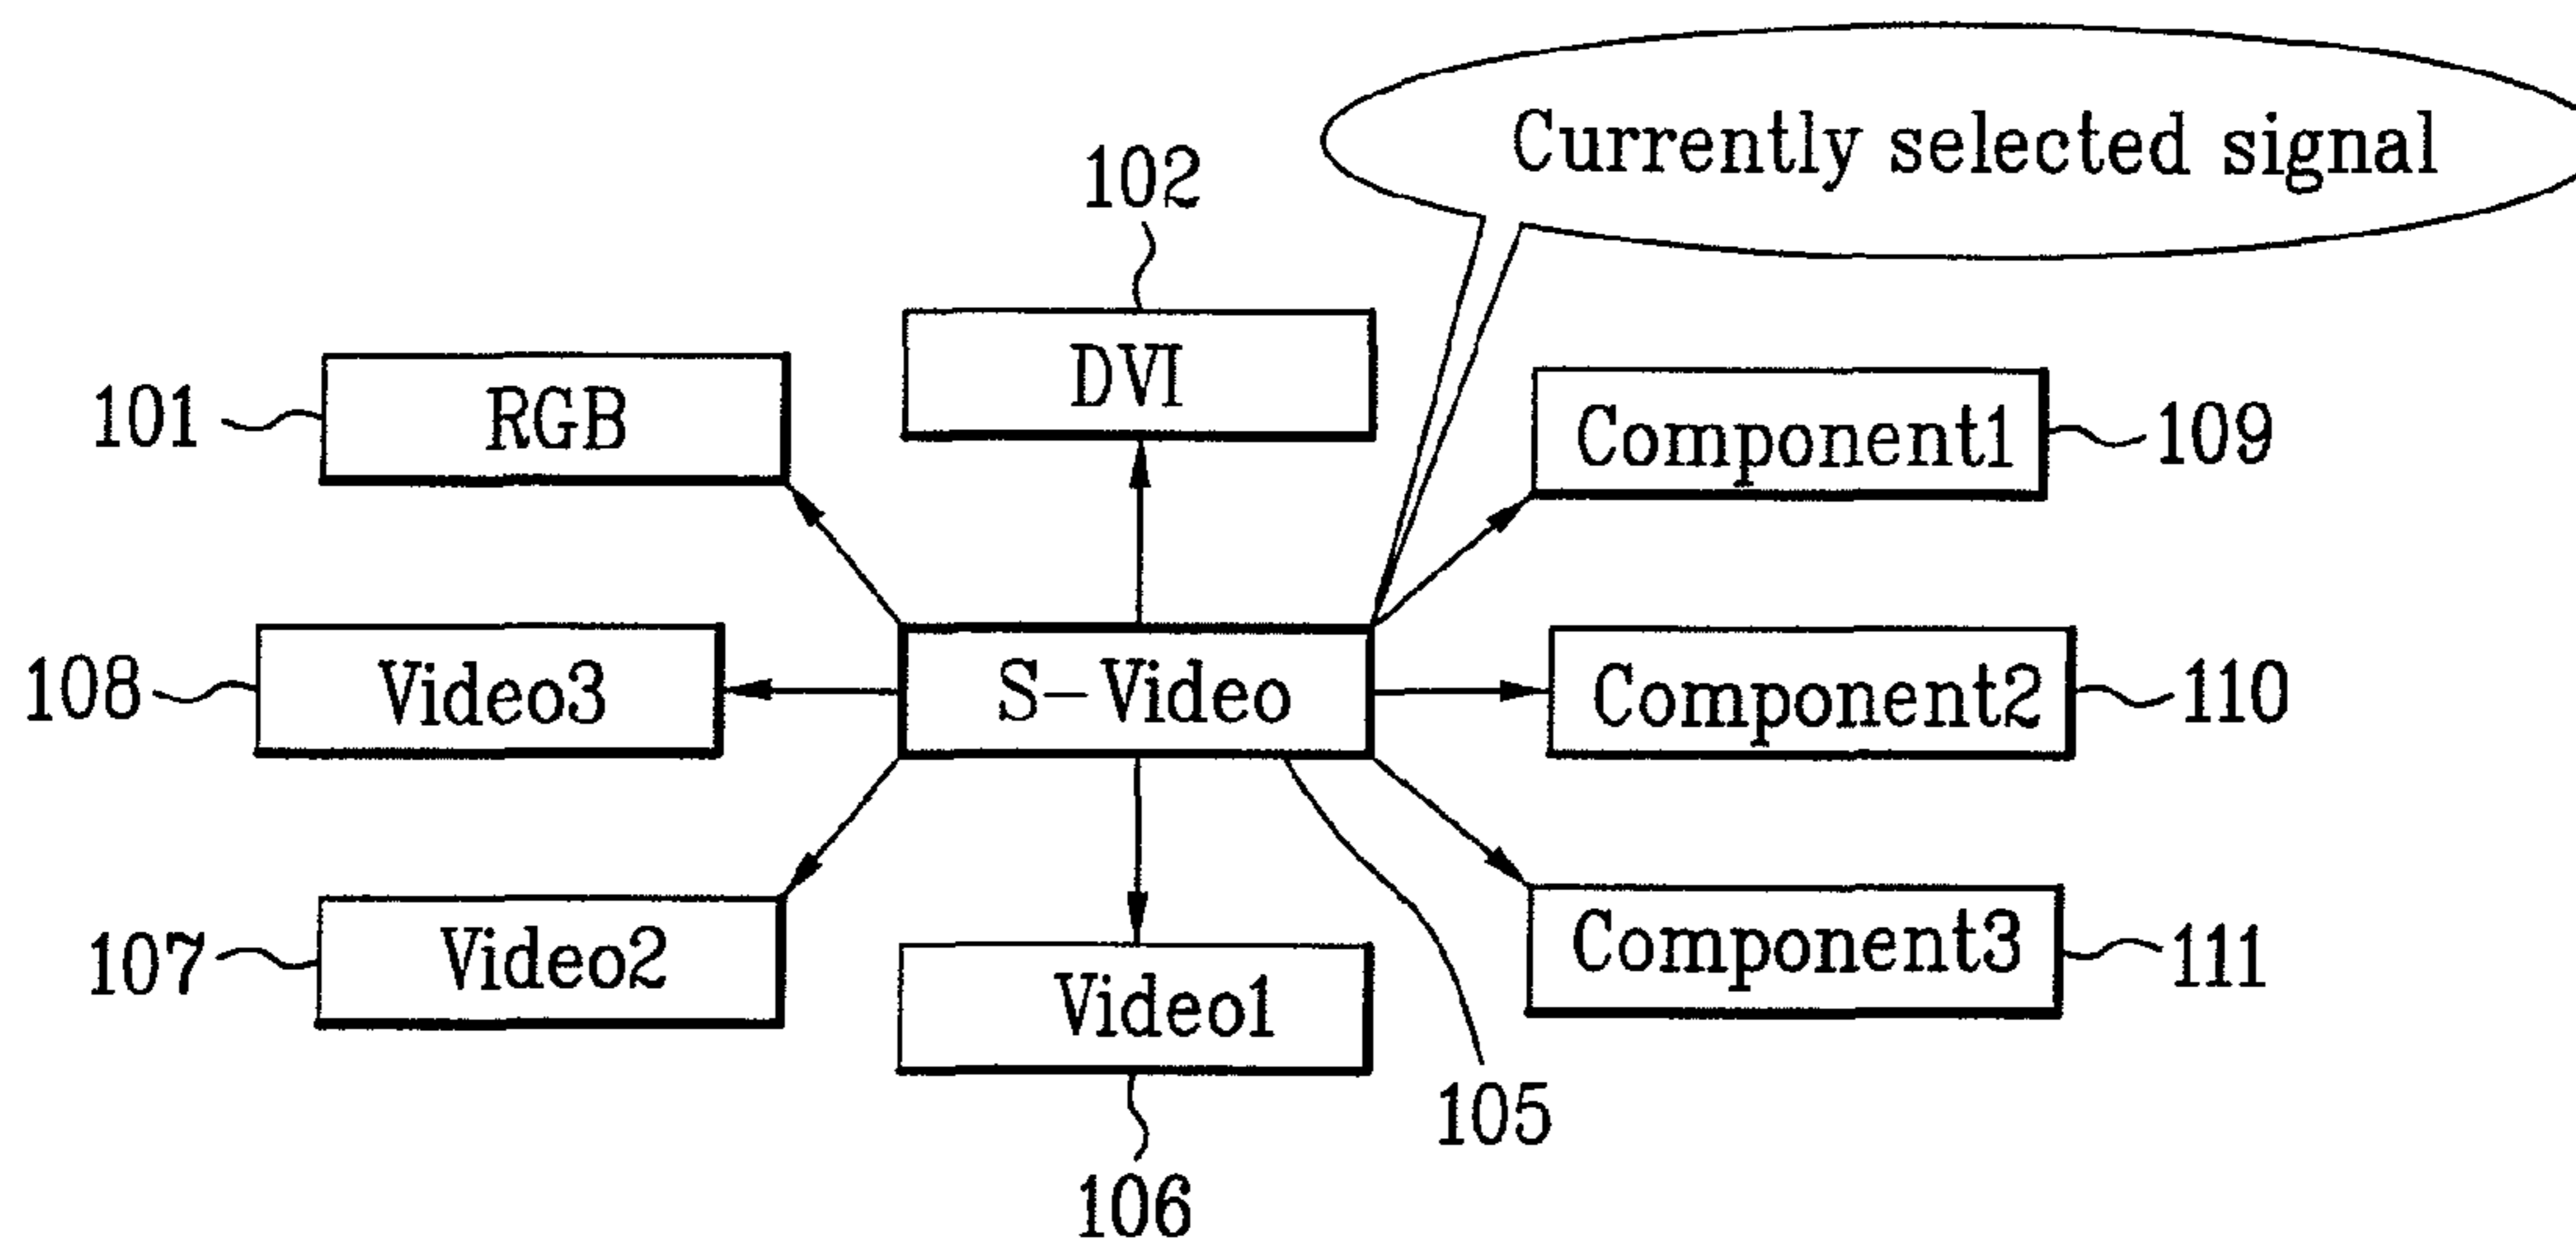 Currently selected signal
102
DVI
101
RGB
Component1
109
108
Video3
S-Video
Component2
110
107
Video2
Video1
Component3
111
105
106